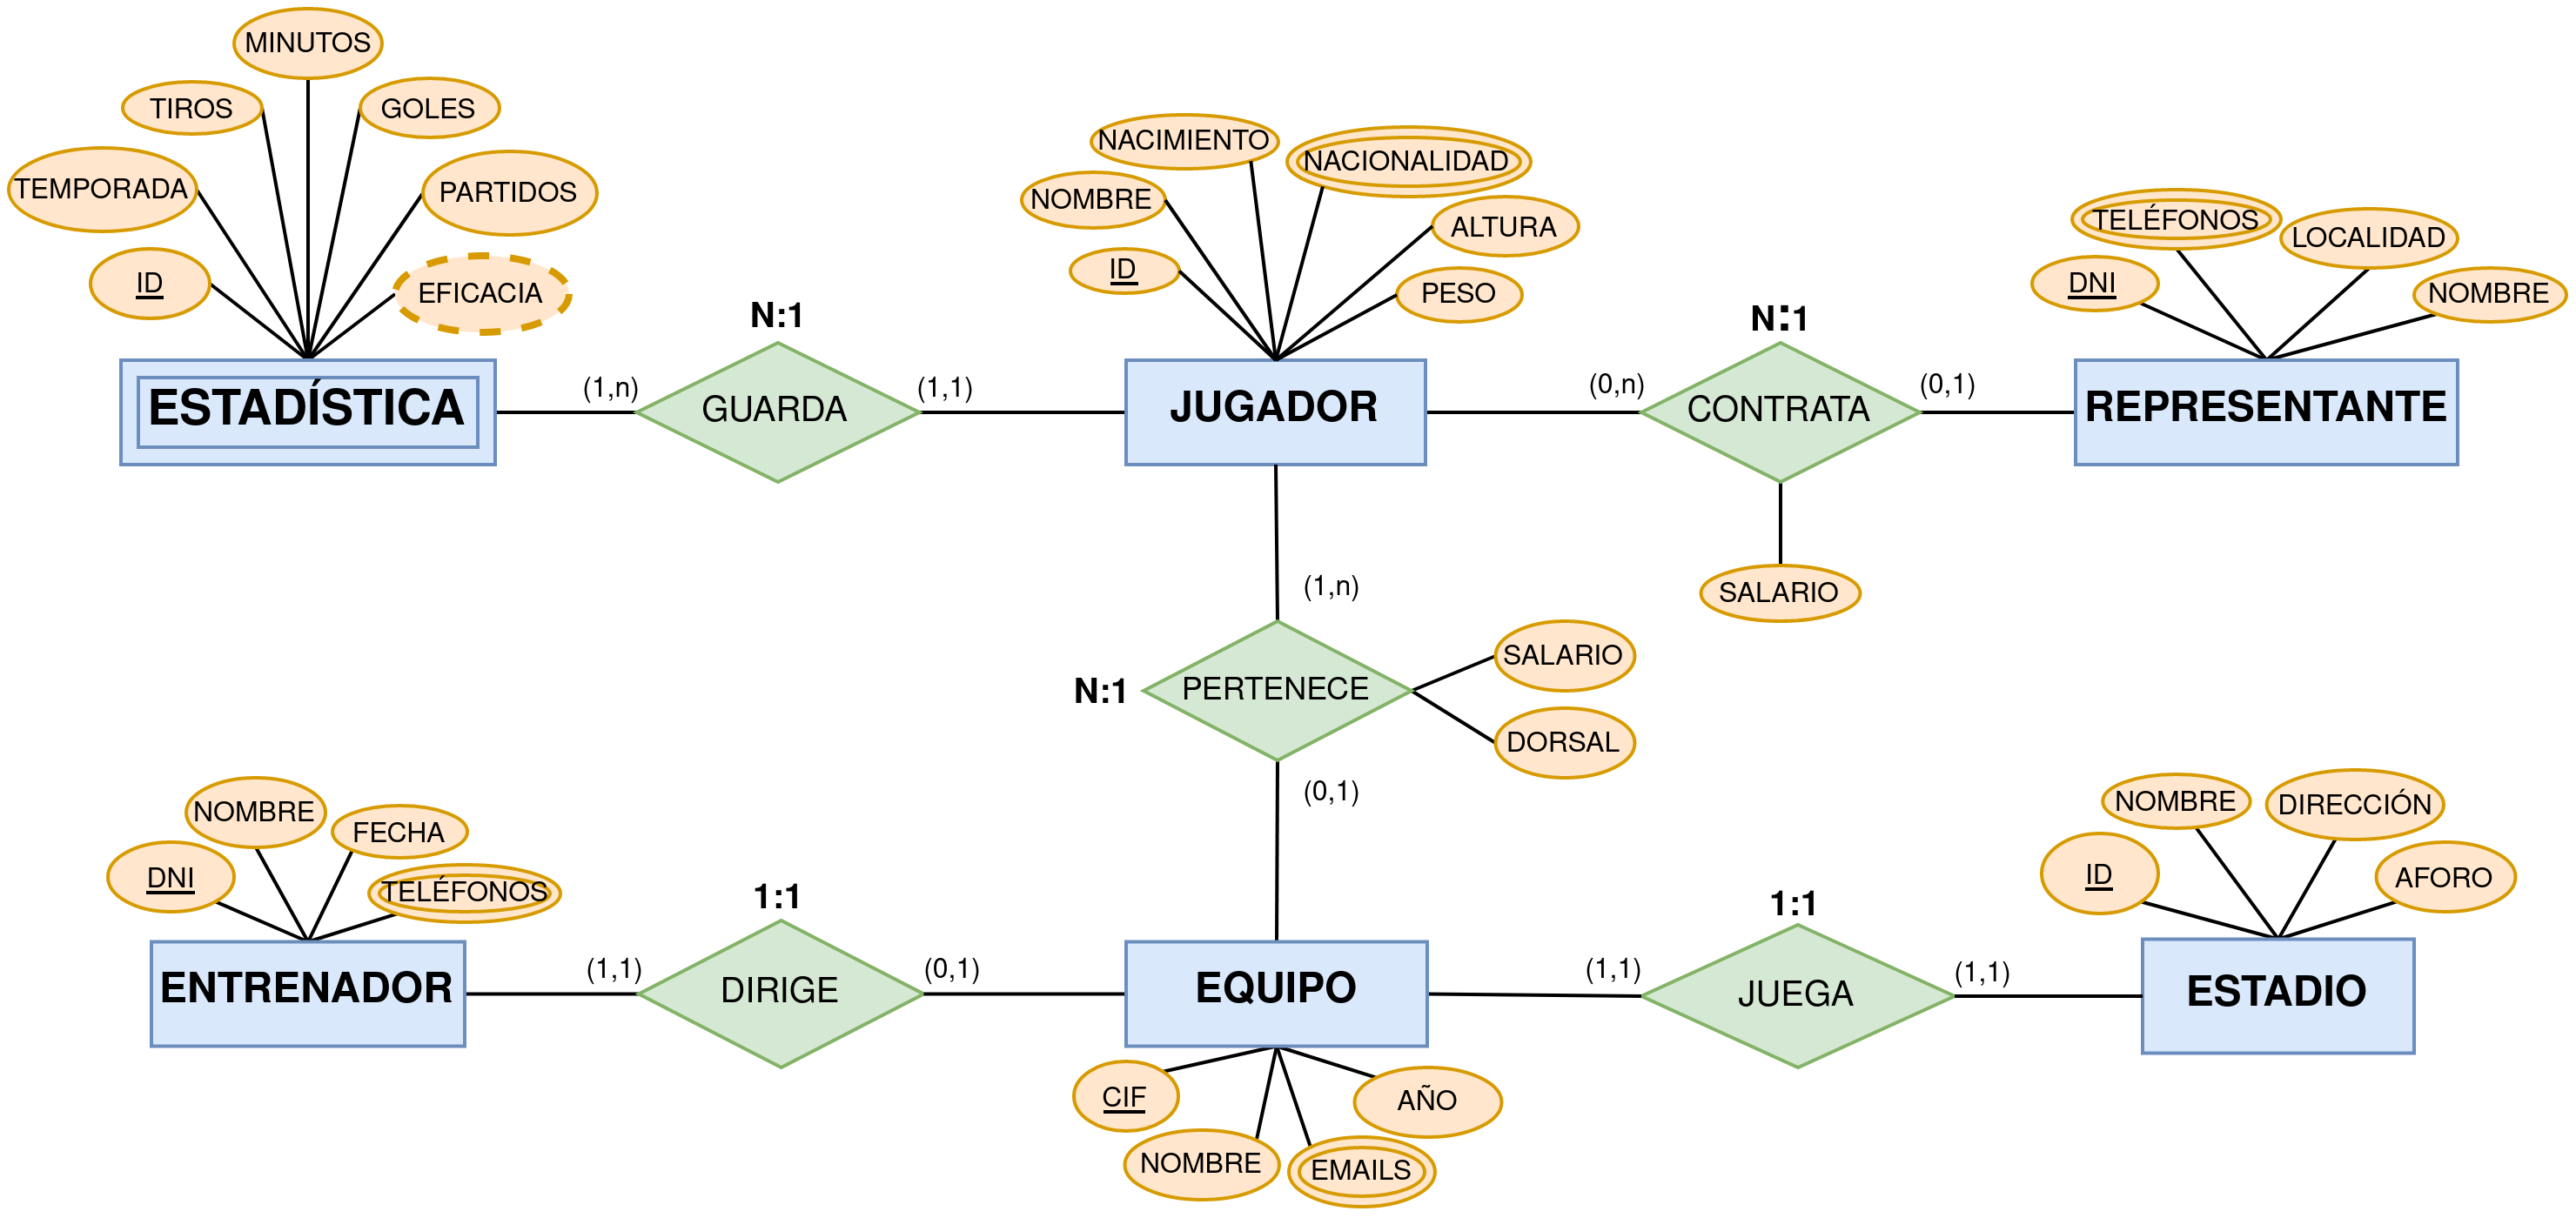 MINUTOS
TIROS
GOLES
TEMPORADA
PARTIDOS
ID
EFICACIA
ESTADÍSTICA
(1,n)
N:1
GUARDA
(1,1)
NACIMIENTO
NACIONALIDAD
NOMBRE
ALTURA
ID
PESO
JUGADOR
(0,n)
N:1
CONTRATA
(0,1)
SALARIO
TELÉFONOS
LOCALIDAD
DNI
NOMBRE
REPRESENTANTE
(1,n)
N:1
PERTENECE
SALARIO
DORSAL
(0,1)
NOMBRE
FECHA
DNI
TELÉFONOS
ENTRENADOR
(1,1)
1:1
DIRIGE
(0,1)
EQUIPO
CIF
AÑO
NOMBRE
EMAILS
(1,1)
1:1
JUEGA
(1,1)
NOMBRE
DIRECCIÓN
ID
AFORO
ESTADIO